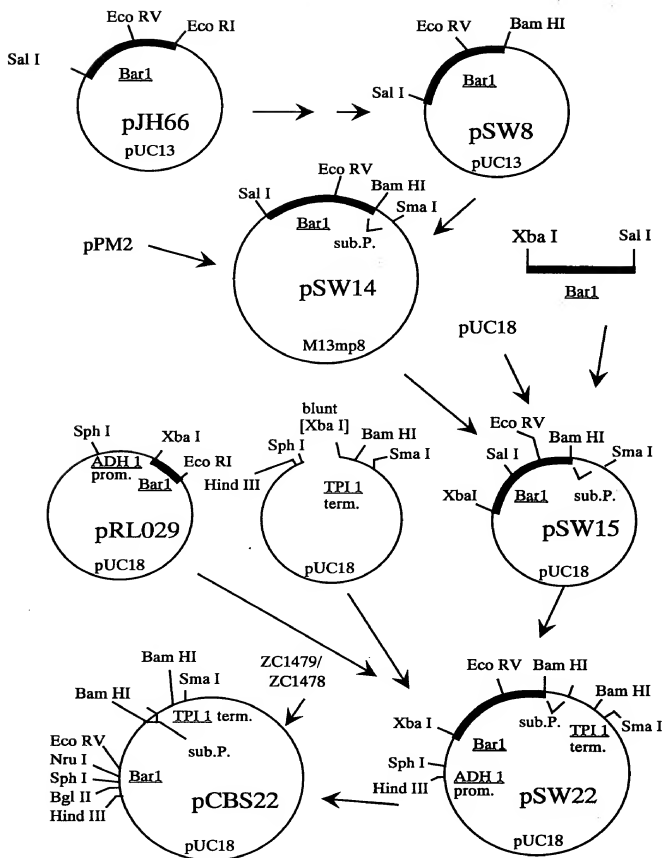 Eco RV
Eco RI
Sal I
Bar1
pJH66
pUC13
Eco RV
Bam HI
Sal I
Bar1
pSW8
pUC13
Eco RV
Sal I
Bam HI
Sma I
Bar1
sub.P.
pPM2
pSW14
M13mp8
Xba I
Sal I
Bar1
pUC18
blunt
[Xba I]
Sph I
Bam HI
Sma I
Hind III
TPI 1
term.
pUC18
Sph I
Xba I
ADH 1
prom.
Eco RI
Bar1
pRL029
pUC18
Eco RV
Bam HI
Sal I
Sma I
XbaI
Bar1
sub.P.
pSW15
pUC18
Bam HI
Sma I
Bam HI
TPI 1 term.
ZC1479/
ZC1478
sub.P.
Eco RV
Nru I
Sph I
Bgl II
Hind III
Bar1
pCBS22
pUC18
Eco RV
Bam HI
Bam HI
Sma I
sub.P.
TPI 1
term.
Xba I
Bar1
Sph I
Hind III
ADH 1
prom.
pSW22
pUC18